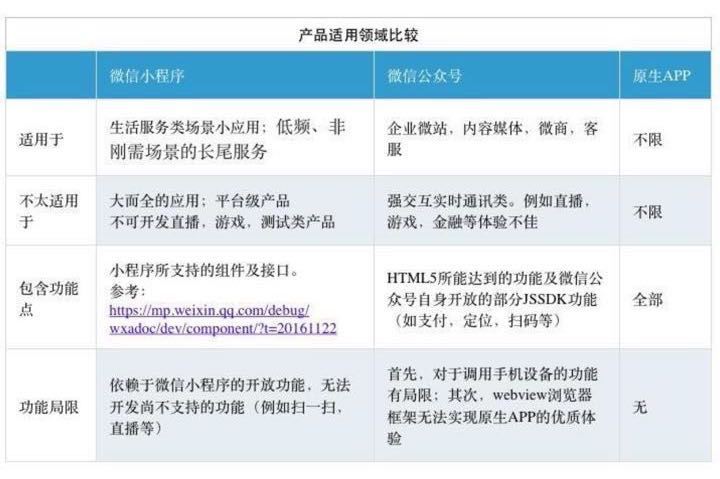 产品适用领域比较
微信小程序
微信公众号
原生APP
适用于
生活服务类场景小应用；低频、非
刚需场景的长尾服务
企业微站，内容媒体，微商，客
服
不限
不太适用
于
大而全的应用；平台级产品
不可开发直播，游戏，测试类产品
强交互实时通讯类。例如直播，
游戏，金融等体验不佳
不限
包含功能
点
小程序所支持的组件及接口。
参考：
https://mp.weixin.qq.com/debug/
wxadoc/dev/component/?t=20161122
HTML5所能达到的功能及微信公
众号自身开放的部分JSSDK功能
（如支付，定位，扫码等）
全部
功能局限
依赖于微信小程序的开放功能，无法
开发尚不支持的功能（例如扫一扫，
直播等）
首先，对于调用手机设备的功能
有局限；其次，webview浏览器
框架无法实现原生APP的优质体
验
无